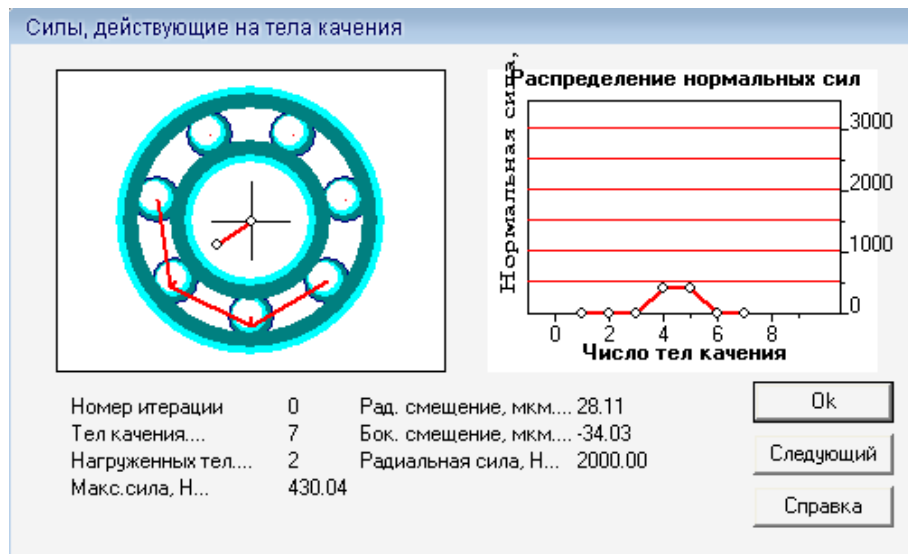 Силы, действующие на тела качения
Распределение нормальных сил
Нормальная сила,
3000
2000
1000
0
0 2 4 6 8
Число тел качения
Номер итерации 0 Рад. смещение, мкм.... 28.11
Тел качения.... 7 Бок. смещение, мкм.... -34.03
Нагруженных тел.... 2 Радиальная сила, Н... 2000.00
Макс.сила, Н... 430.04
Ok
Следующий
Справка